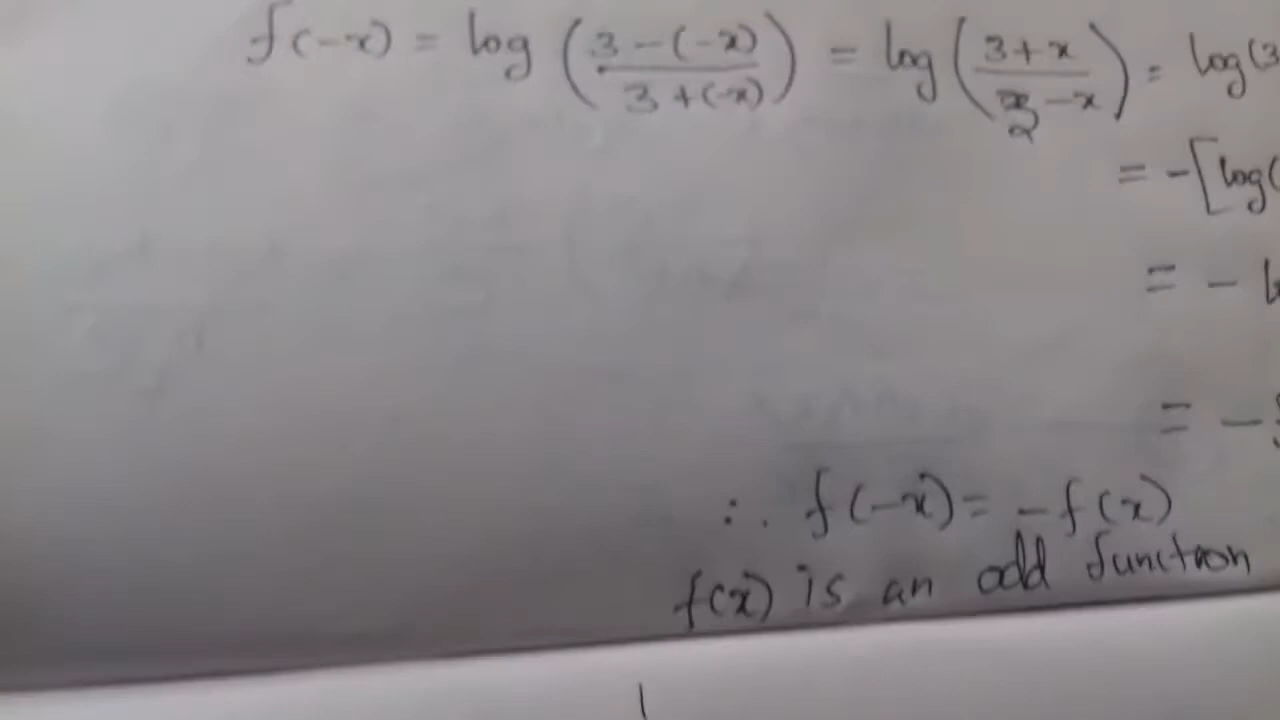 f(-x) = log (3-(-x) / 3+(-x)) = log (3+x / 3-x) = log(3
= -[log(
= -
= -
∴ f(-x) = -f(x)
f(x) is an odd function